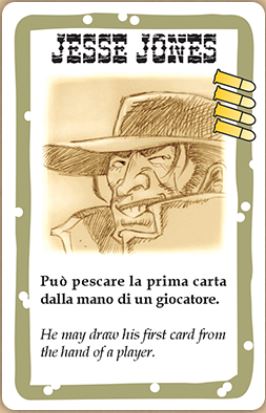 JESSE JONES
Può pescare la prima carta
dalla mano di un giocatore.
He may draw his first card from
the hand of a player.